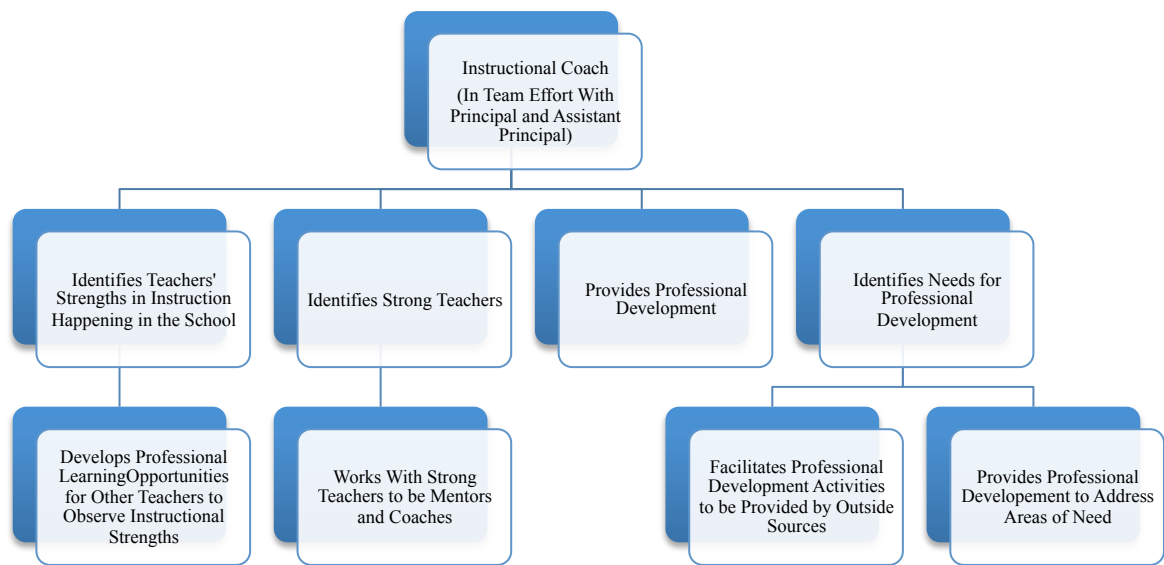 Instructional Coach
(In Team Effort With
Principal and Assistant
Principal)
Identifies Teachers'
Strengths in Instruction
Happening in the School
Identifies Strong Teachers
Provides Professional
Development
Identifies Needs for
Professional
Development
Develops Professional
LearningOpportunities
for Other Teachers to
Observe Instructional
Strengths
Works With Strong
Teachers to be Mentors
and Coaches
Facilitates Professional
Development Activities
to be Provided by Outside
Sources
Provides Professional
Developement to Address
Areas of Need